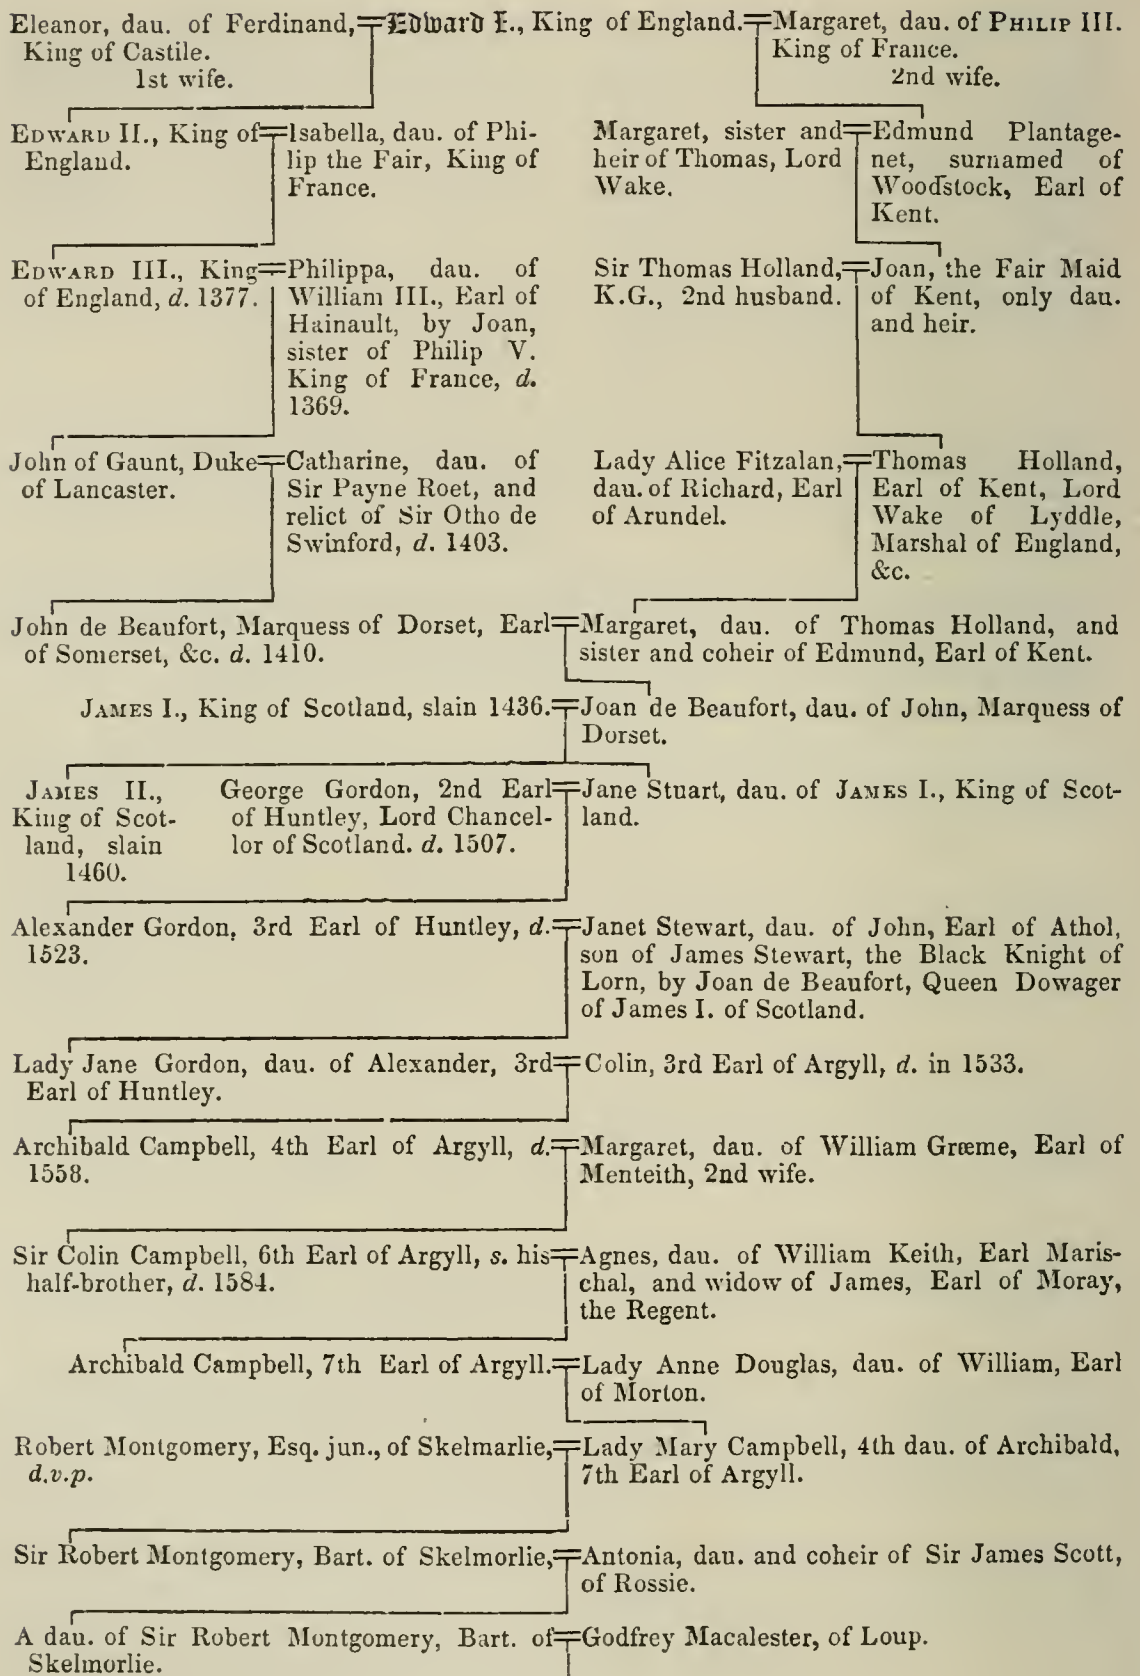 Eleanor, dau. of Ferdinand,
King of Castile.
1st wife.
Edward I., King of England.
Margaret, dau. of PHILIP III.
King of France.
2nd wife.
EDWARD II., King of
England.
Isabella, dau. of Phi-
lip the Fair, King of
France.
Margaret, sister and
heir of Thomas, Lord
Wake.
Edmund Plantage-
net, surnamed of
Woodstock, Earl of
Kent.
EDWARD III., King
of England, d. 1377.
Philippa, dau. of
William III., Earl of
Hainault, by Joan,
sister of Philip V.
King of France, d.
1369.
Sir Thomas Holland,
K.G., 2nd husband.
Joan, the Fair Maid
of Kent, only dau.
and heir.
John of Gaunt, Duke
of Lancaster.
Catharine, dau. of
Sir Payne Roet, and
relict of Sir Otho de
Swinford, d. 1403.
Lady Alice Fitzalan,
dau. of Richard, Earl
of Arundel.
Thomas Holland,
Earl of Kent, Lord
Wake of Lyddle,
Marshal of England,
&c.
John de Beaufort, Marquess of Dorset, Earl
of Somerset, &c. d. 1410.
Margaret, dau. of Thomas Holland, and
sister and coheir of Edmund, Earl of Kent.
JAMES I., King of Scotland, slain 1436.
Joan de Beaufort, dau. of John, Marquess of
Dorset.
JAMES II.,
King of Scot-
land, slain
1460.
George Gordon, 2nd Earl
of Huntley, Lord Chancel-
lor of Scotland. d. 1507.
Jane Stuart, dau. of JAMES I., King of Scot-
land.
Alexander Gordon, 3rd Earl of Huntley, d.
1523.
Janet Stewart, dau. of John, Earl of Athol,
son of James Stewart, the Black Knight of
Lorn, by Joan de Beaufort, Queen Dowager
of James I. of Scotland.
Lady Jane Gordon, dau. of Alexander, 3rd
Earl of Huntley.
Colin, 3rd Earl of Argyll, d. in 1533.
Archibald Campbell, 4th Earl of Argyll, d.
1558.
Margaret, dau. of William Grœme, Earl of
Menteith, 2nd wife.
Sir Colin Campbell, 6th Earl of Argyll, s. his
half-brother, d. 1584.
Agnes, dau. of William Keith, Earl Maris-
chal, and widow of James, Earl of Moray,
the Regent.
Archibald Campbell, 7th Earl of Argyll.
Lady Anne Douglas, dau. of William, Earl
of Morton.
Robert Montgomery, Esq. jun., of Skelmarlie,
d.v.p.
Lady Mary Campbell, 4th dau. of Archibald,
7th Earl of Argyll.
Sir Robert Montgomery, Bart. of Skelmorlie,
Antonia, dau. and coheir of Sir James Scott,
of Rossie.
A dau. of Sir Robert Montgomery, Bart. of
Skelmorlie.
Godfrey Macalester, of Loup.